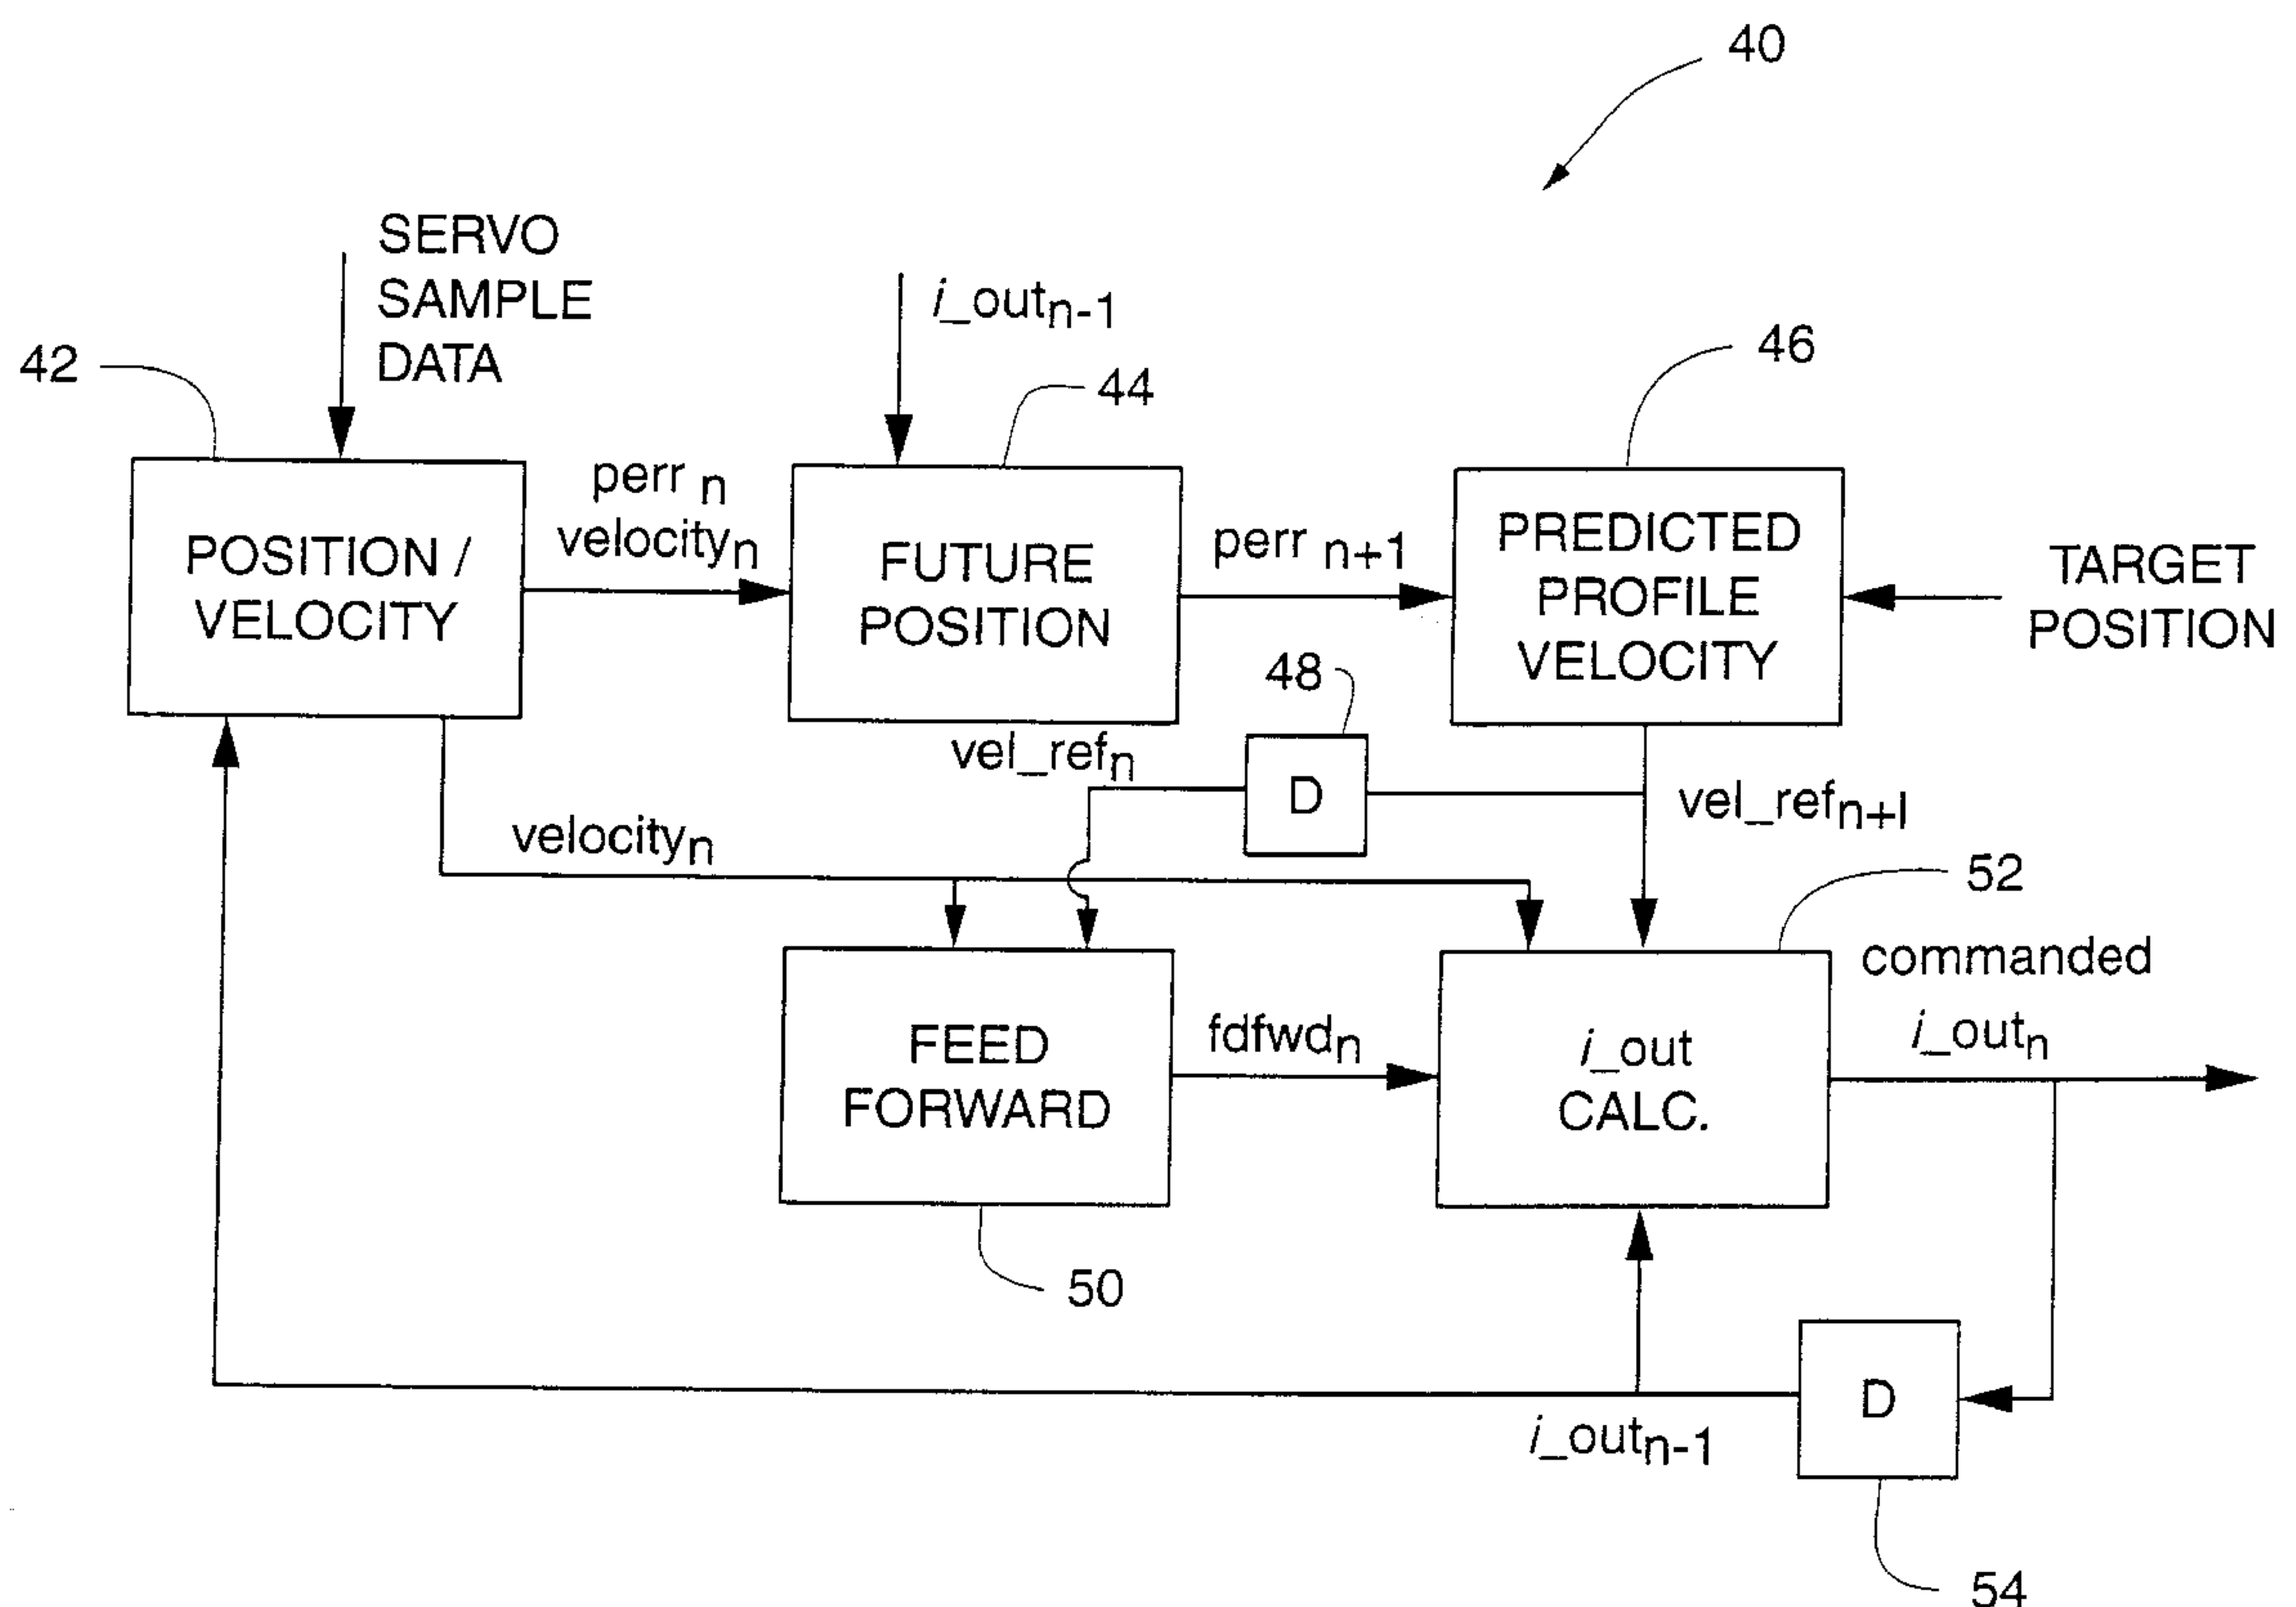 40
SERVO
SAMPLE
DATA
i_outn-1
42
44
46
perr n
velocityn
POSITION /
VELOCITY
FUTURE
POSITION
perr n+1
PREDICTED
PROFILE
VELOCITY
TARGET
POSITION
48
vel_refn
D
vel_refn+l
velocityn
52
commanded
i_outn
FEED
FORWARD
fdfwdn
i_out
CALC.
50
D
i_outn-1
54